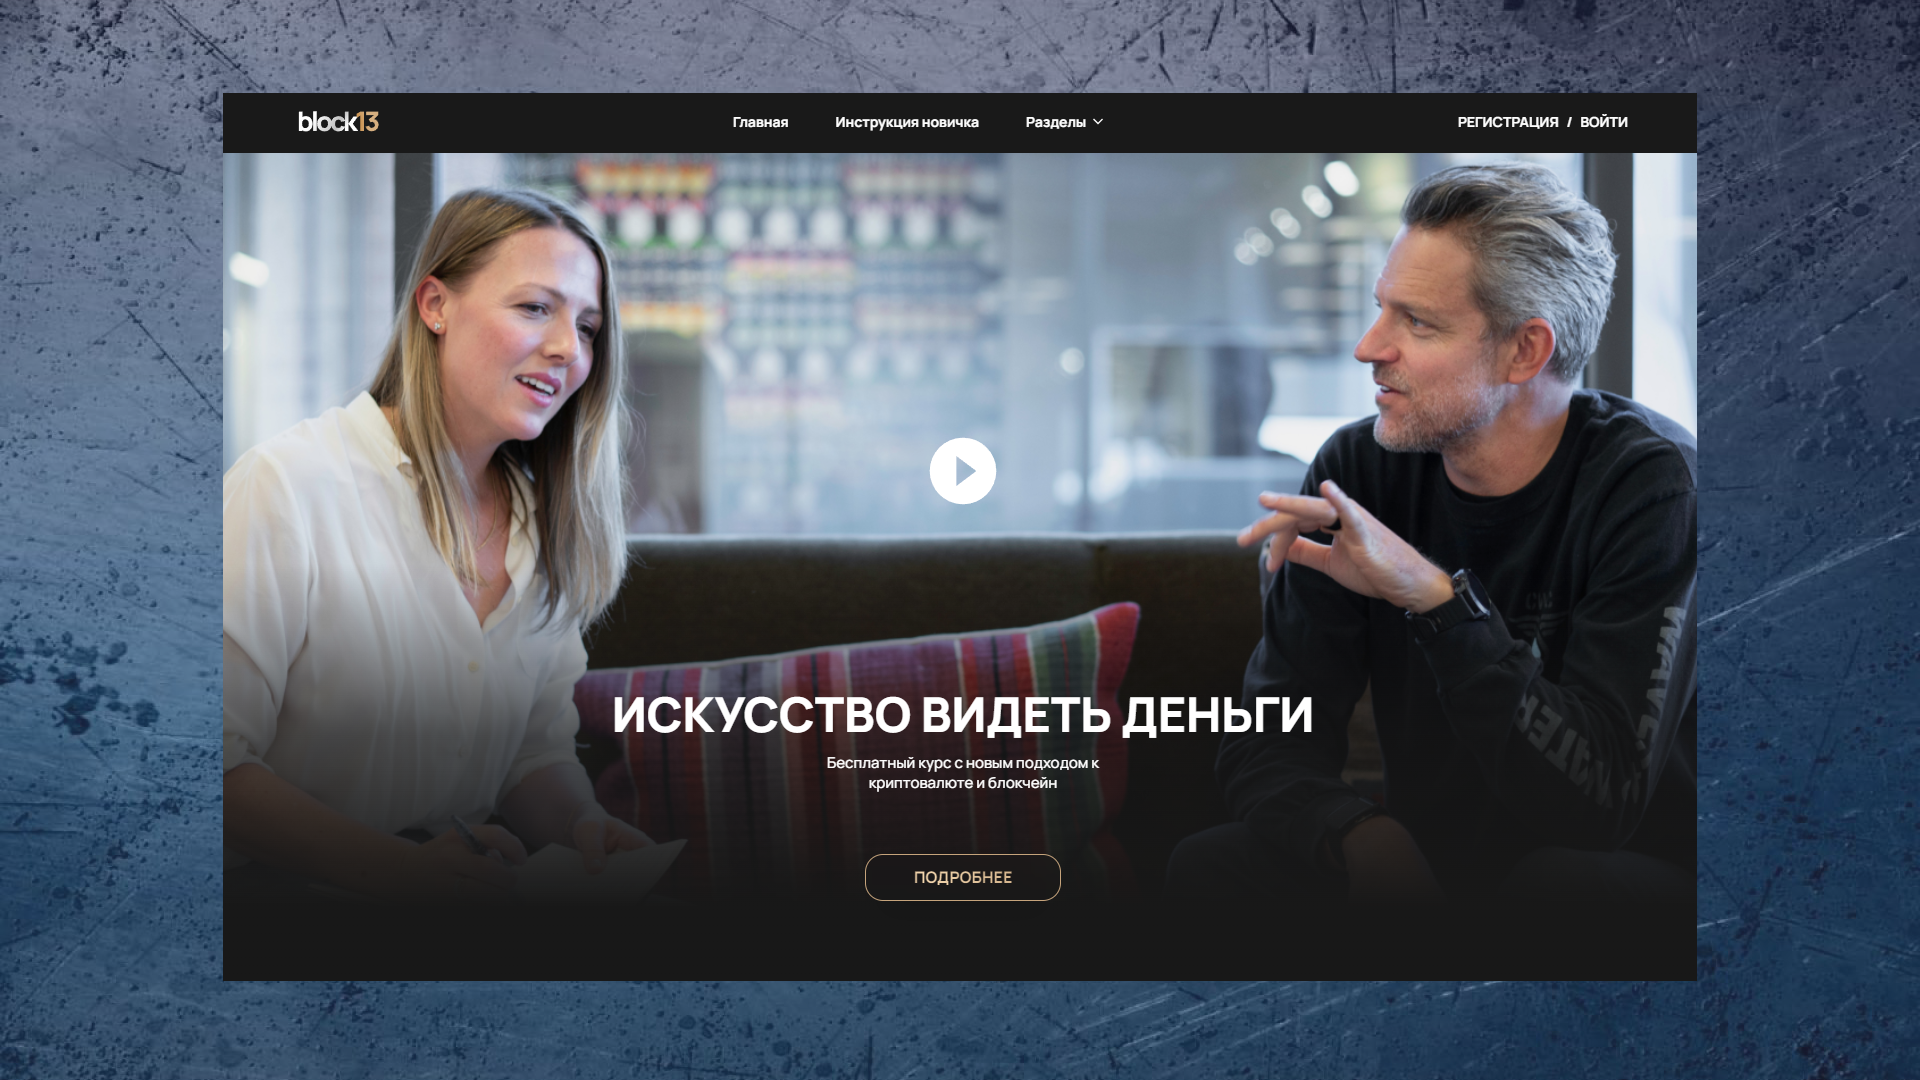 block13
Главная
Инструкция новичка
Разделы
РЕГИСТРАЦИЯ / ВОЙТИ
ИСКУССТВО ВИДЕТЬ ДЕНЬГИ
Бесплатный курс с новым подходом к
криптовалюте и блокчейн
ПОДРОБНЕЕ